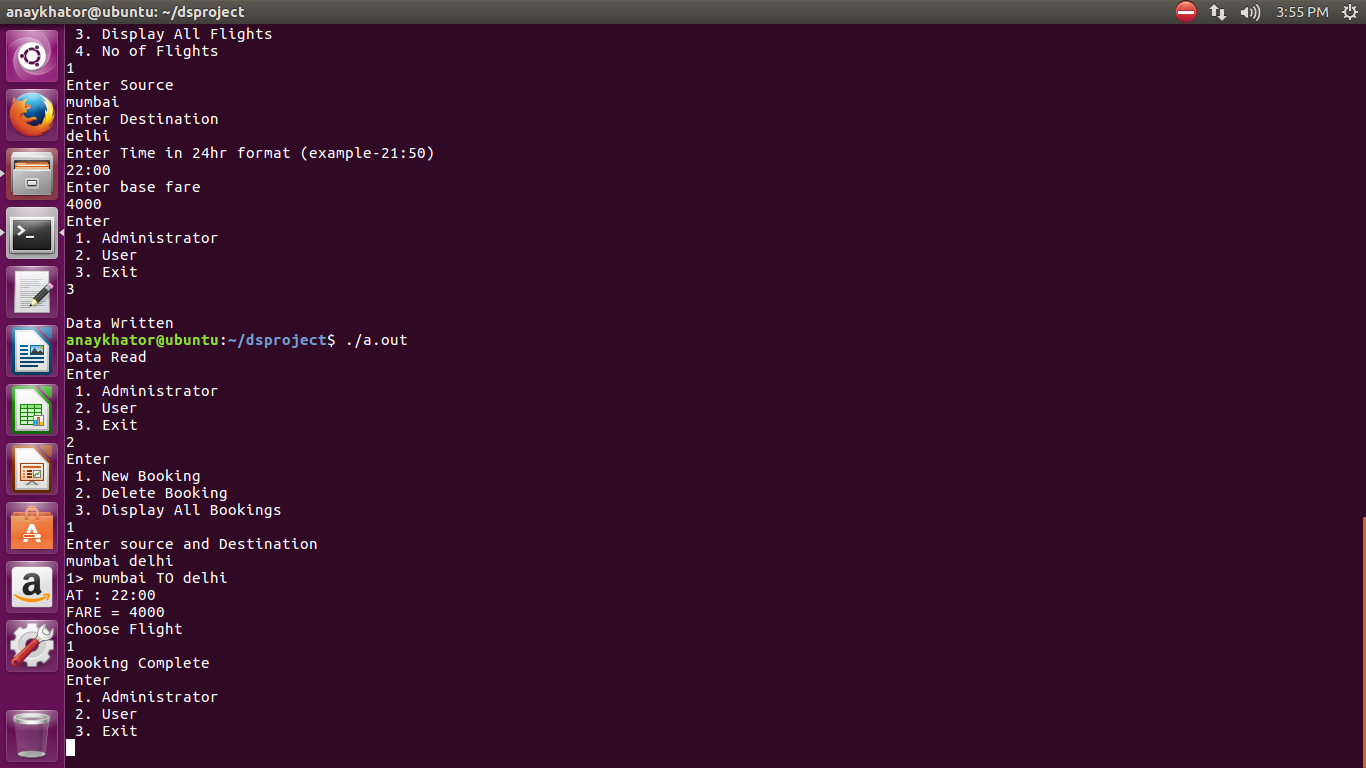 anaykhator@ubuntu: ~/dsproject
3:55 PM
3. Display All Flights
4. No of Flights
1
Enter Source
mumbai
Enter Destination
delhi
Enter Time in 24hr format (example-21:50)
22:00
Enter base fare
4000
Enter
1. Administrator
2. User
3. Exit
3
Data Written
anaykhator@ubuntu:~/dsproject$ ./a.out
Data Read
Enter
1. Administrator
2. User
3. Exit
2
Enter
1. New Booking
2. Delete Booking
3. Display All Bookings
1
Enter source and Destination
mumbai delhi
1> mumbai TO delhi
AT : 22:00
FARE = 4000
Choose Flight
1
Booking Complete
Enter
1. Administrator
2. User
3. Exit